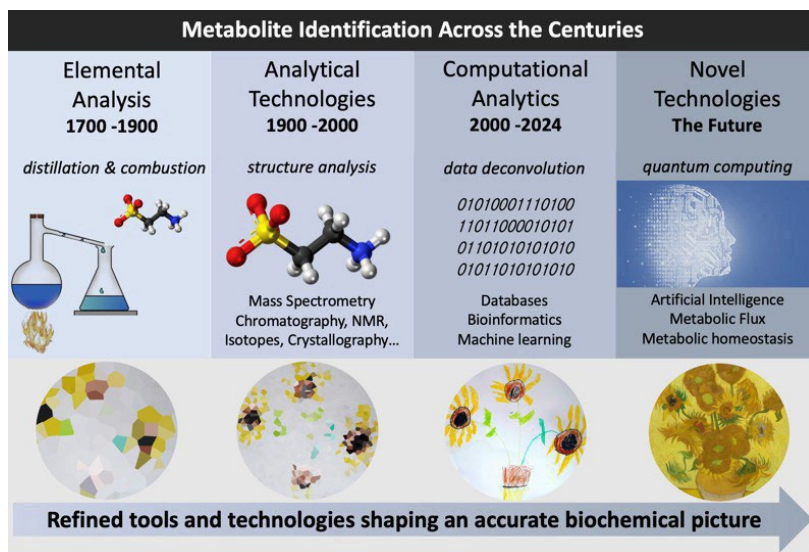 Metabolite Identification Across the Centuries
Elemental
Analysis
1700 -1900
distillation & combustion
Analytical
Technologies
1900 -2000
structure analysis
Mass Spectrometry
Chromatography, NMR,
Isotopes, Crystallography...
Computational
Analytics
2000 -2024
data deconvolution
01010001110100
11011000010101
01101010101010
01011010101010
Databases
Bioinformatics
Machine learning
Novel
Technologies
The Future
quantum computing
Artificial Intelligence
Metabolic Flux
Metabolic homeostasis
Refined tools and technologies shaping an accurate biochemical picture